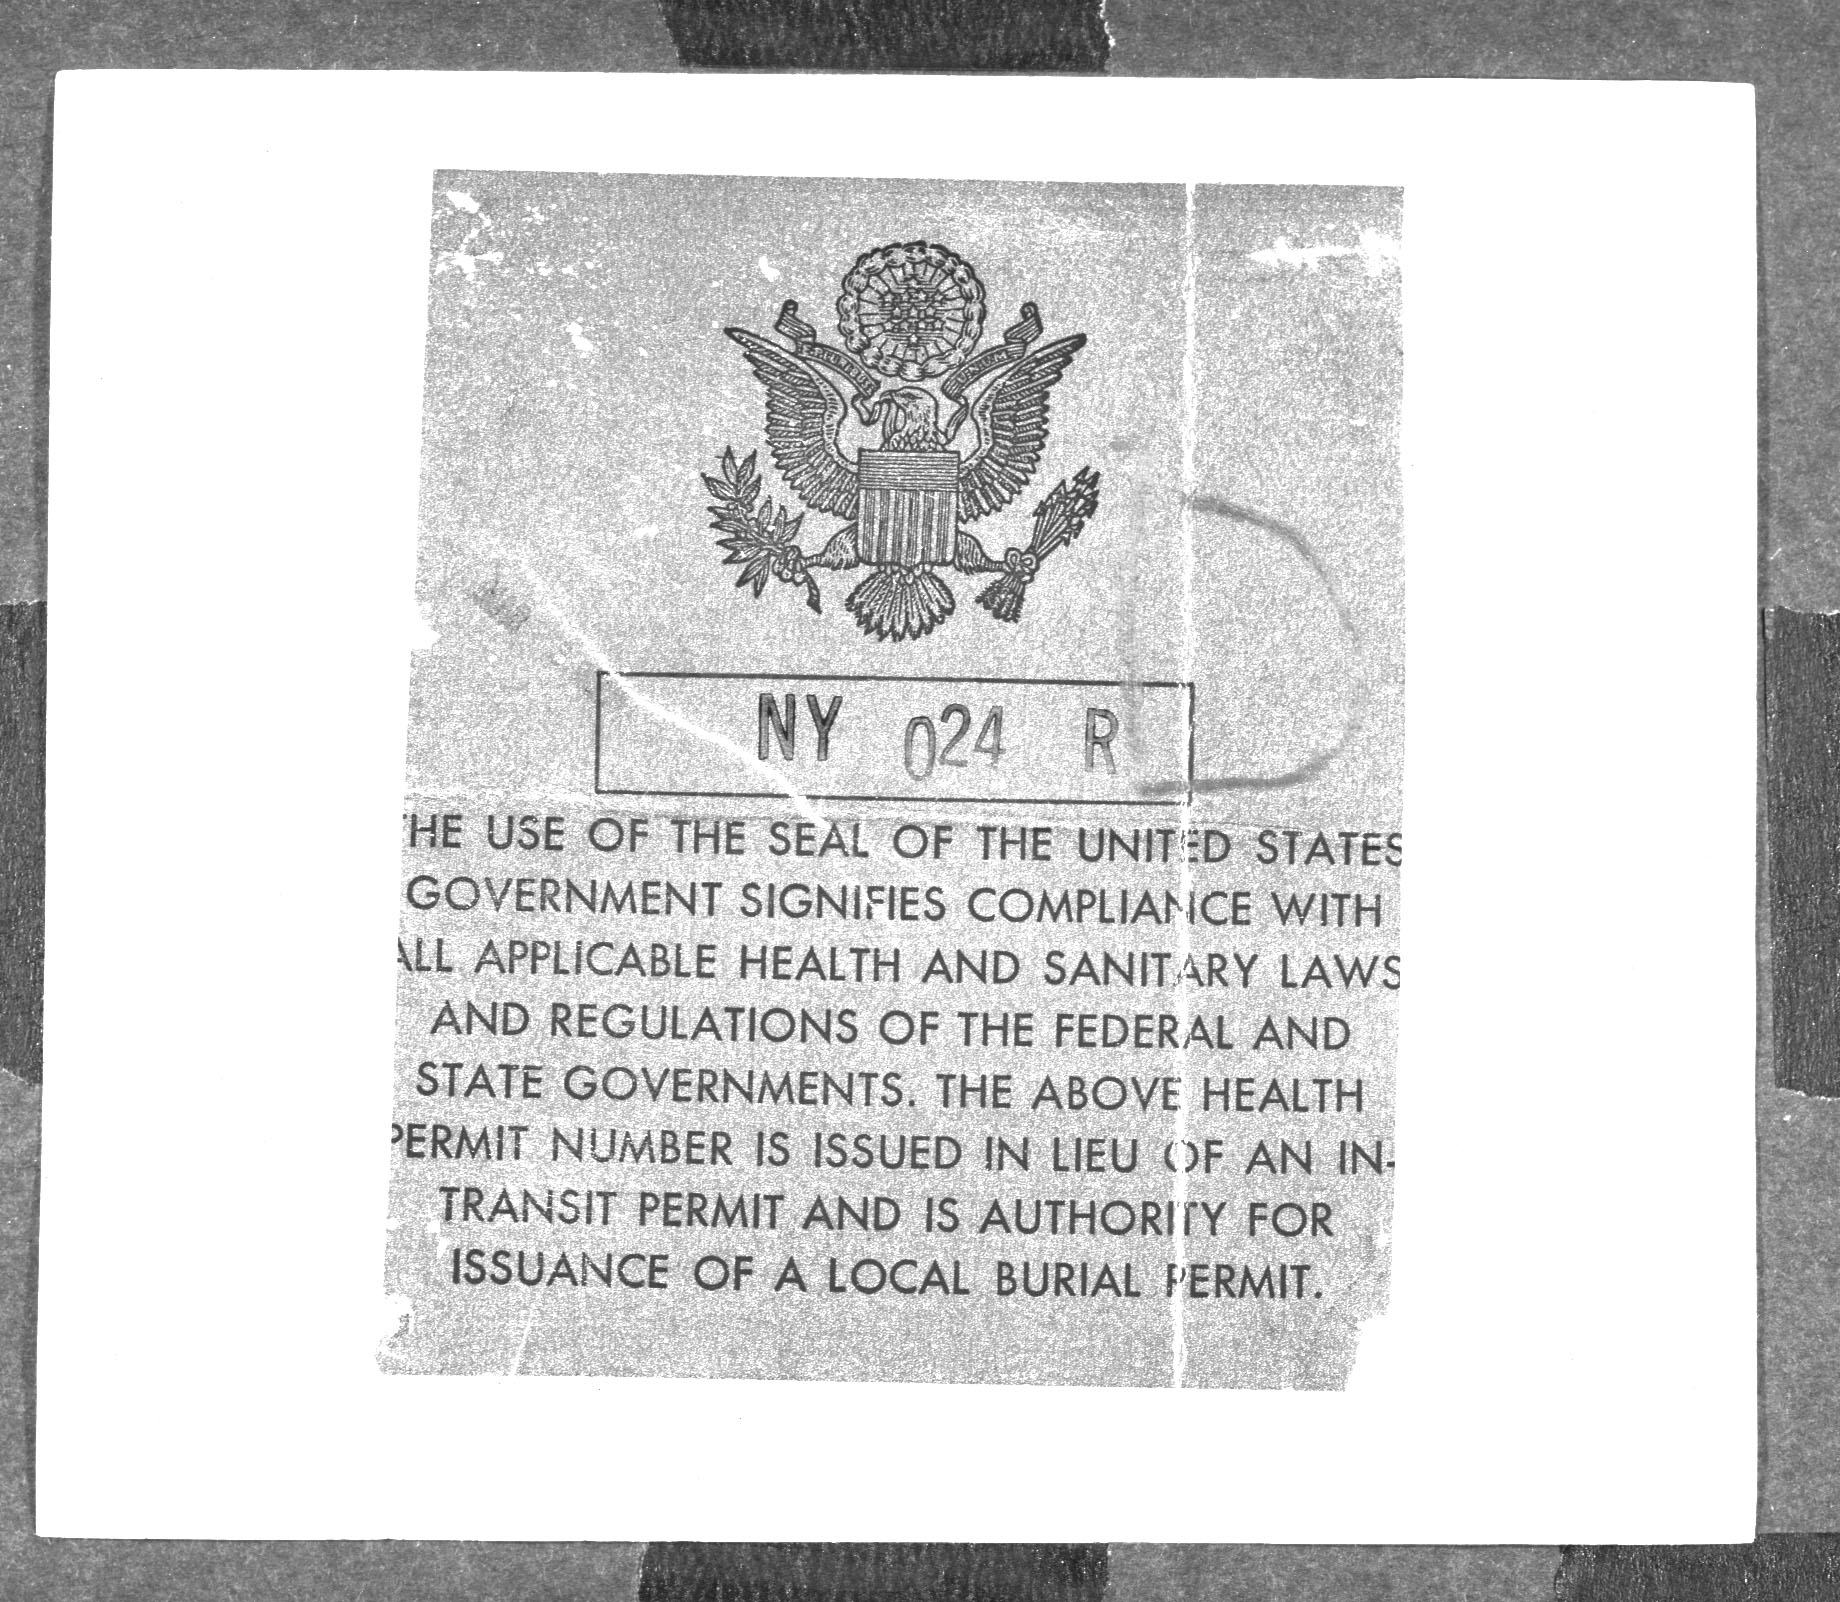 NY 024 R
THE USE OF THE SEAL OF THE UNITED STATES
GOVERNMENT SIGNIFIES COMPLIANCE WITH
ALL APPLICABLE HEALTH AND SANITARY LAWS
AND REGULATIONS OF THE FEDERAL AND
STATE GOVERNMENTS. THE ABOVE HEALTH
PERMIT NUMBER IS ISSUED IN LIEU OF AN IN-
TRANSIT PERMIT AND IS AUTHORITY FOR
ISSUANCE OF A LOCAL BURIAL PERMIT.